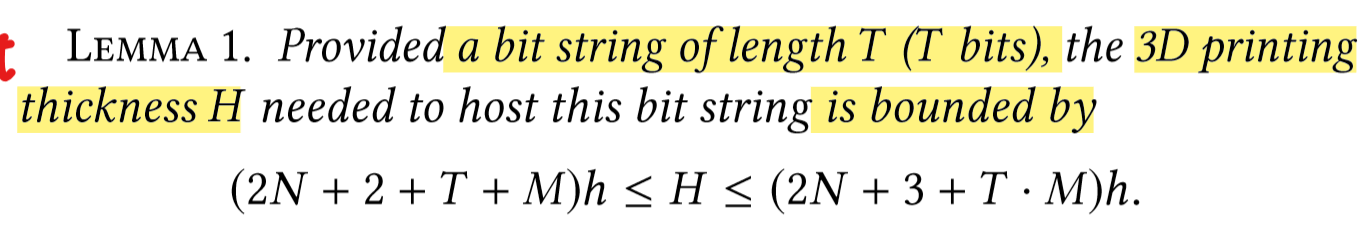 t LEMMA 1. Provided a bit string of length T (T bits), the 3D printing
thickness H needed to host this bit string is bounded by
(2N + 2 + T + M)h ≤ H ≤ (2N + 3 + T · M)h.